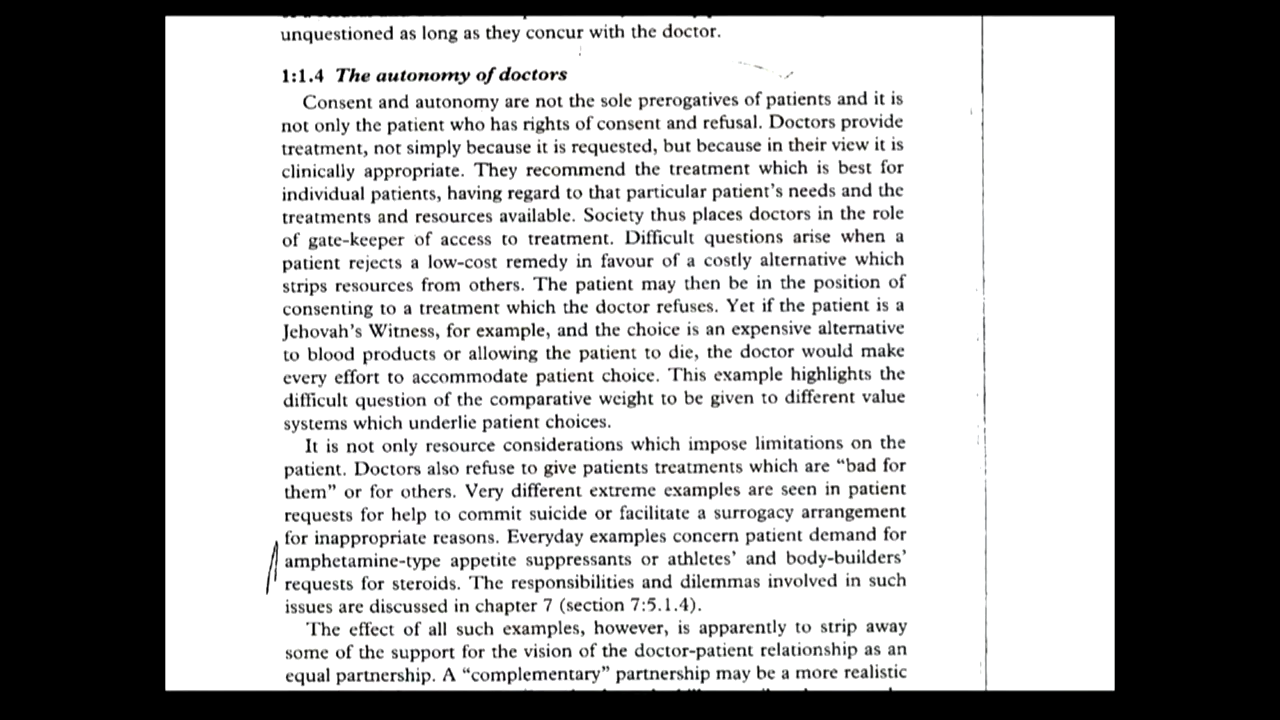 unquestioned as long as they concur with the doctor.
1:1.4 The autonomy of doctors
Consent and autonomy are not the sole prerogatives of patients and it is
not only the patient who has rights of consent and refusal. Doctors provide
treatment, not simply because it is requested, but because in their view it is
clinically appropriate. They recommend the treatment which is best for
individual patients, having regard to that particular patient's needs and the
treatments and resources available. Society thus places doctors in the role
of gate-keeper of access to treatment. Difficult questions arise when a
patient rejects a low-cost remedy in favour of a costly alternative which
strips resources from others. The patient may then be in the position of
consenting to a treatment which the doctor refuses. Yet if the patient is a
Jehovah's Witness, for example, and the choice is an expensive alternative
to blood products or allowing the patient to die, the doctor would make
every effort to accommodate patient choice. This example highlights the
difficult question of the comparative weight to be given to different value
systems which underlie patient choices.
It is not only resource considerations which impose limitations on the
patient. Doctors also refuse to give patients treatments which are "bad for
them" or for others. Very different extreme examples are seen in patient
requests for help to commit suicide or facilitate a surrogacy arrangement
for inappropriate reasons. Everyday examples concern patient demand for
amphetamine-type appetite suppressants or athletes' and body-builders'
requests for steroids. The responsibilities and dilemmas involved in such
issues are discussed in chapter 7 (section 7:5.1.4).
The effect of all such examples, however, is apparently to strip away
some of the support for the vision of the doctor-patient relationship as an
equal partnership. A "complementary" partnership may be a more realistic